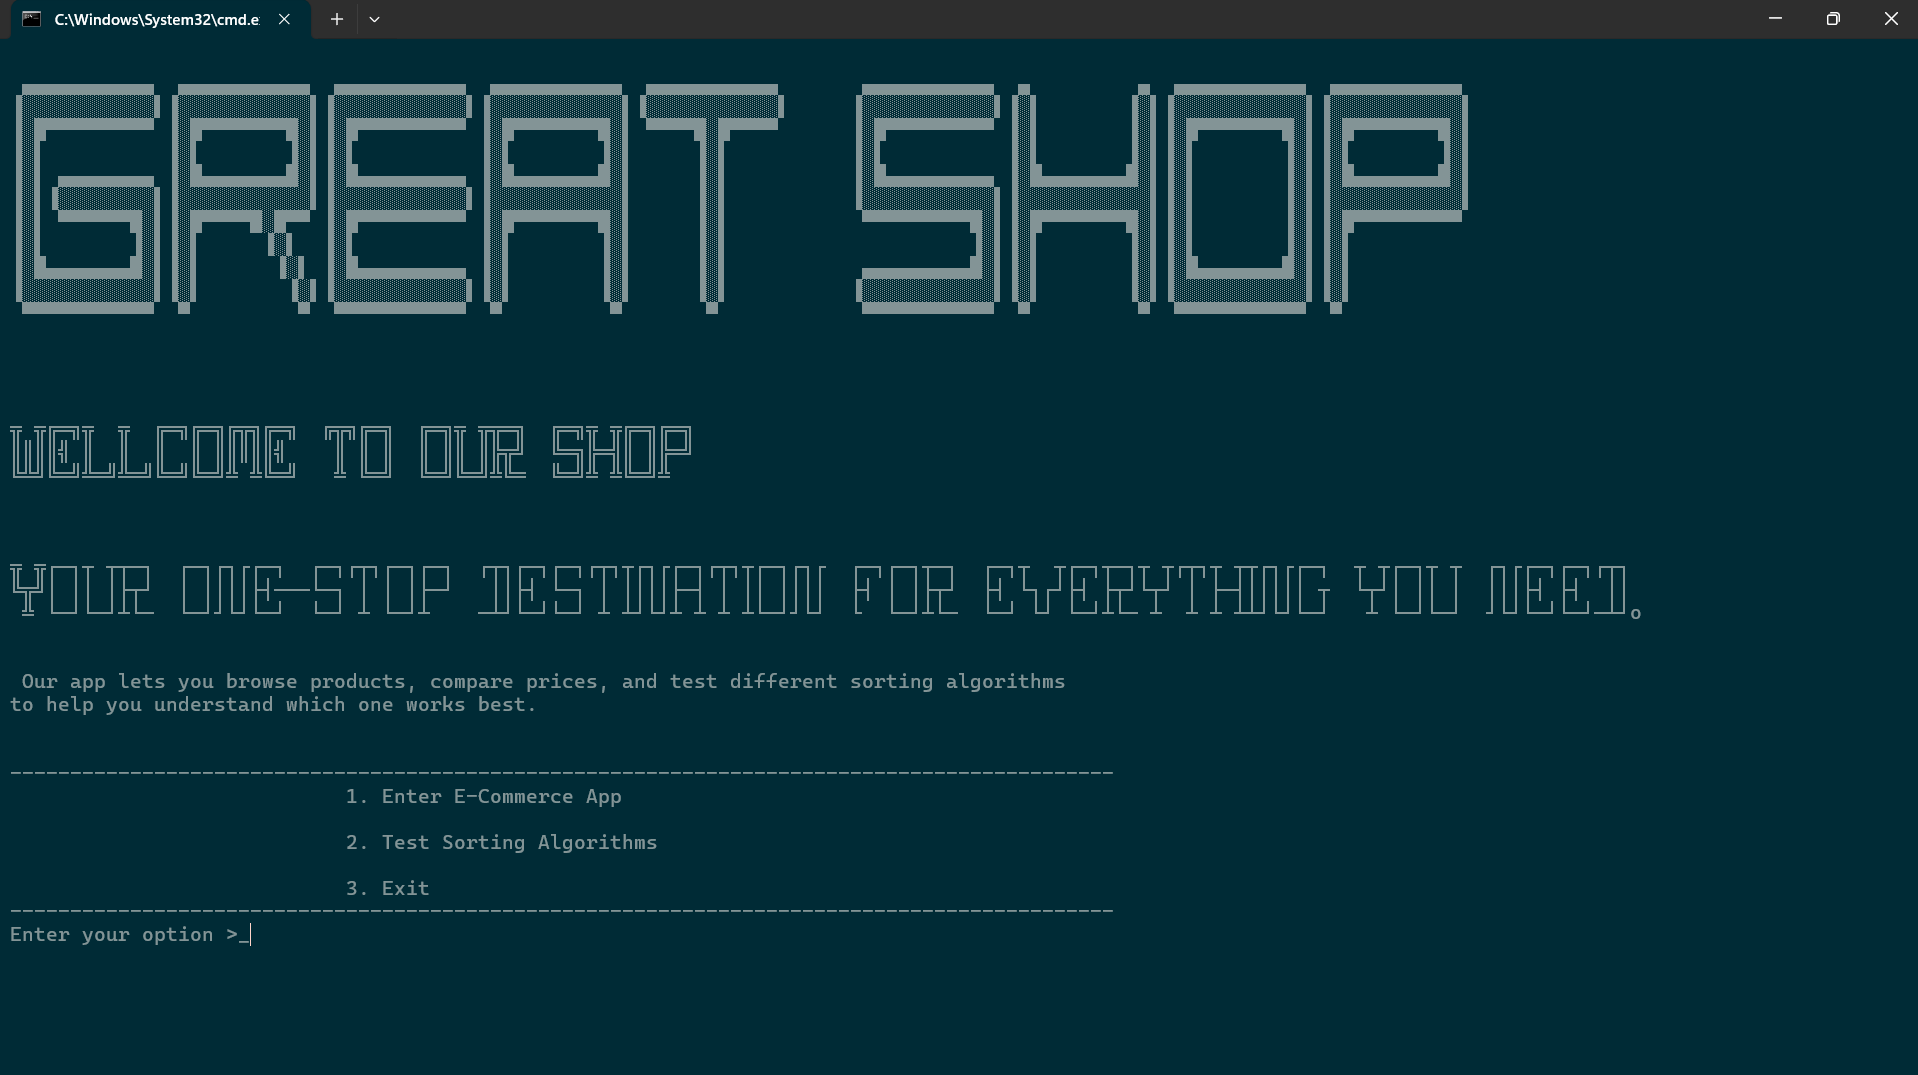 C:\Windows\System32\cmd.e
GREAT SHOP
WELLCOME TO OUR SHOP
YOUR ONE-STOP DESTINATION FOR EVERYTHING YOU NEED.
Our app lets you browse products, compare prices, and test different sorting algorithms
to help you understand which one works best.
--------------------------------------------------------------------------------------------
1. Enter E-Commerce App
2. Test Sorting Algorithms
3. Exit
--------------------------------------------------------------------------------------------
Enter your option >_